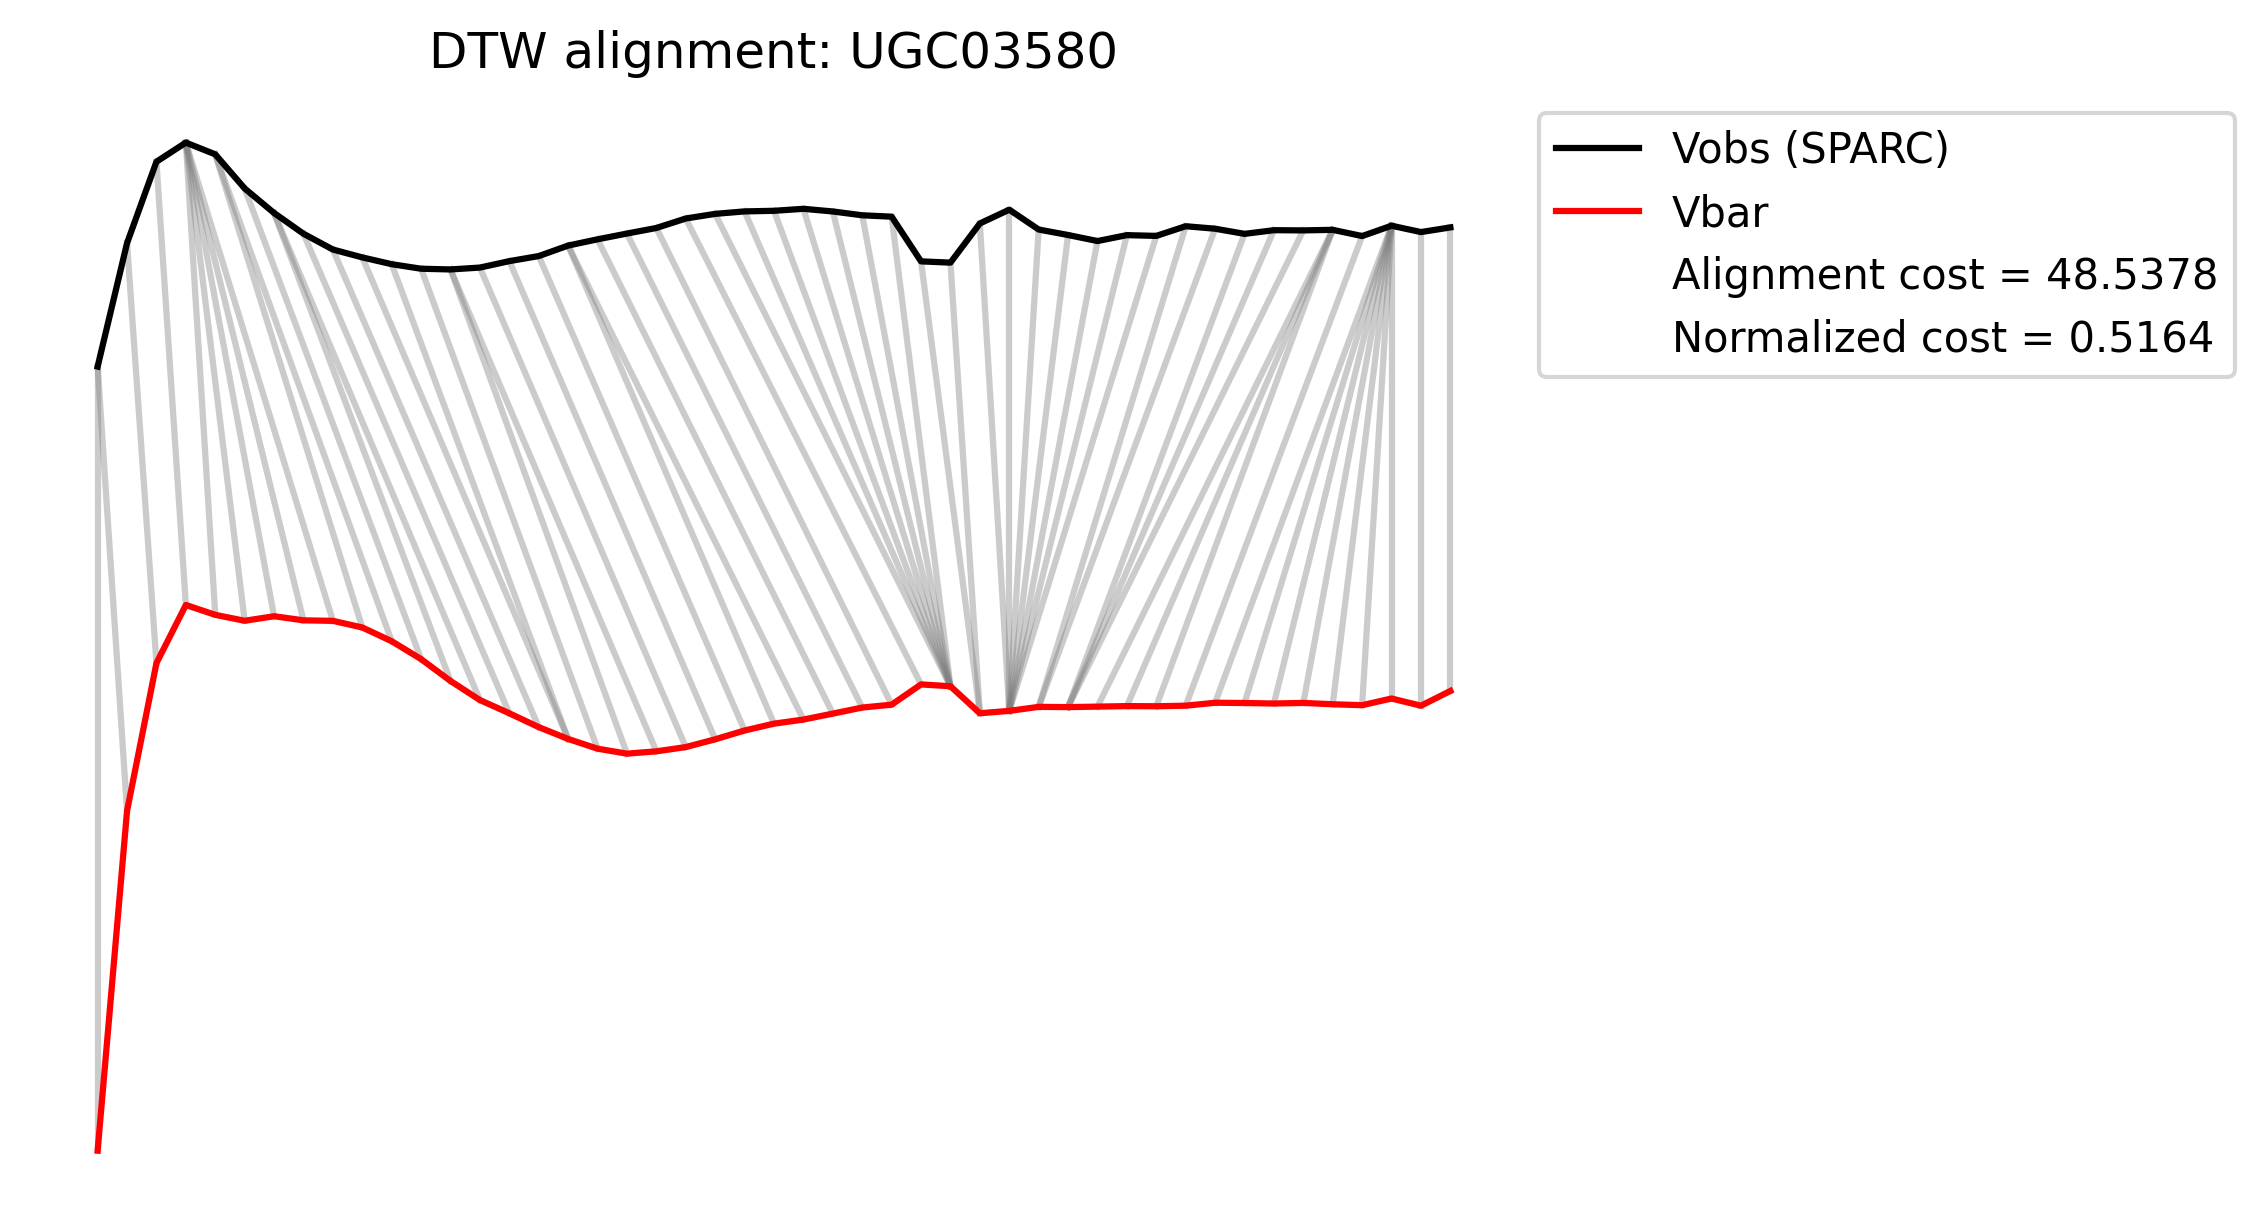 DTW alignment: UGC03580
Vobs (SPARC)
Vbar
Alignment cost = 48.5378
Normalized cost = 0.5164